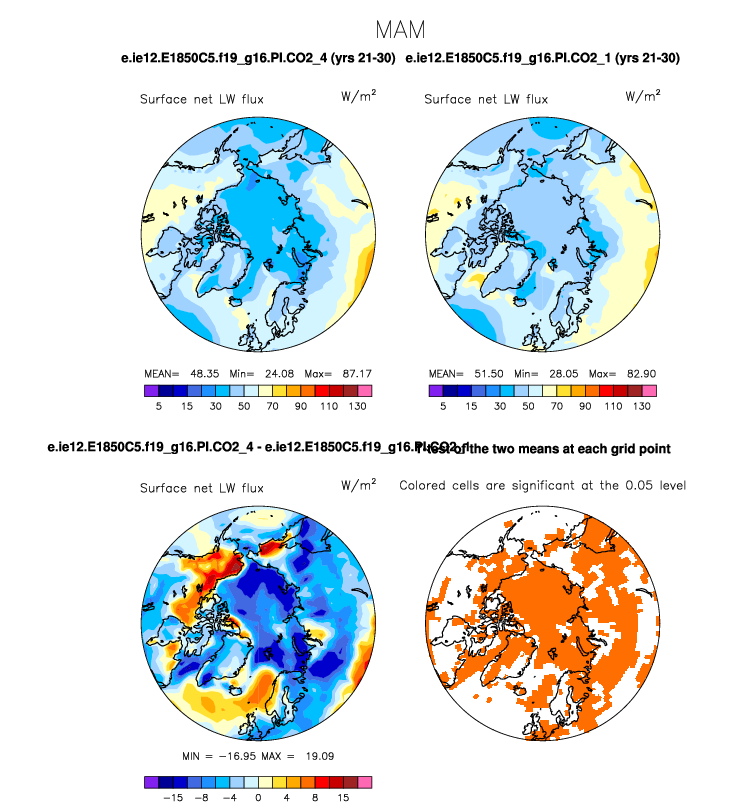 MAM
e.ie12.E1850C5.f19_g16.PI.CO2_4 (yrs 21-30) e.ie12.E1850C5.f19_g16.PI.CO2_1 (yrs 21-30)
Surface net LW flux W/m²
Surface net LW flux W/m²
MEAN= 48.35 Min= 24.08 Max= 87.17
MEAN= 51.50 Min= 28.05 Max= 82.90
5 15 30 50 70 90 110 130
5 15 30 50 70 90 110 130
e.ie12.E1850C5.f19_g16.PI.CO2_4 - e.ie12.E1850C5.f19_g16.PI.CO2_1
T-test of the two means at each grid point
Surface net LW flux W/m²
Colored cells are significant at the 0.05 level
MIN = −16.95 MAX = 19.09
−15 −8 −4 0 4 8 15